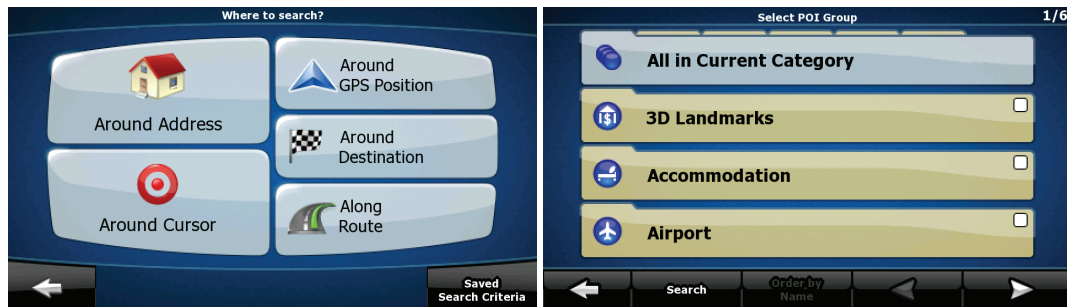 Where to search?
Around Address
Around Cursor
Around
GPS Position
Around
Destination
Along
Route
Saved
Search Criteria
Select POI Group
1/6
All in Current Category
3D Landmarks
Accommodation
Airport
Search
Order by
Name